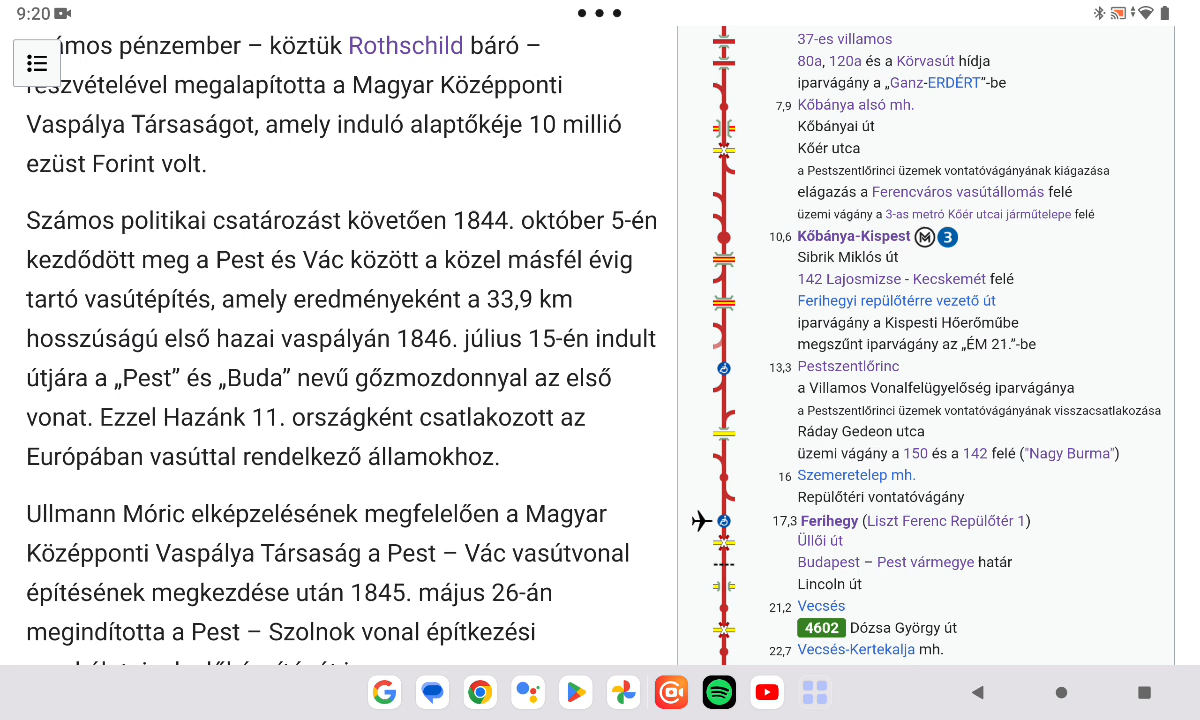 9:20
számos pénzember – köztük Rothschild báró –
részvételével megalapította a Magyar Középponti
Vaspálya Társaságot, amely induló alaptőkéje 10 millió
ezüst Forint volt.
Számos politikai csatározást követően 1844. október 5-én
kezdődött meg a Pest és Vác között a közel másfél évig
tartó vasútépítés, amely eredményeként a 33,9 km
hosszúságú első hazai vaspályán 1846. július 15-én indult
útjára a „Pest” és „Buda” nevű gőzmozdonnyal az első
vonat. Ezzel Hazánk 11. országként csatlakozott az
Európában vasúttal rendelkező államokhoz.
Ullmann Móric elképzelésének megfelelően a Magyar
Középponti Vaspálya Társaság a Pest – Vác vasútvonal
építésének megkezdése után 1845. május 26-án
megindította a Pest – Szolnok vonal építkezési
37-es villamos
80a, 120a és a Körvasút hídja
iparvágány a „Ganz-ERDÉRT”-be
7,9 Kőbánya alsó mh.
Kőbányai út
Kőér utca
a Pestszentlőrinci üzemek vontatóvágányának kiágazása
elágazás a Ferencváros vasútállomás felé
üzemi vágány a 3-as metró Kőér utcai járműtelepe felé
10,6 Kőbánya-Kispest M 3
Sibrik Miklós út
142 Lajosmizse - Kecskemét felé
Ferihegyi repülőtérre vezető út
iparvágány a Kispesti Hőerőműbe
megszűnt iparvágány az „ÉM 21.”-be
13,3 Pestszentlőrinc
a Villamos Vonalfelügyelőség iparvágánya
a Pestszentlőrinci üzemek vontatóvágányának visszacsatlakozása
Ráday Gedeon utca
üzemi vágány a 150 és a 142 felé ("Nagy Burma")
16 Szemeretelep mh.
Repülőtéri vontatóvágány
17,3 Ferihegy (Liszt Ferenc Repülőtér 1)
Üllői út
Budapest – Pest vármegye határ
Lincoln út
21,2 Vecsés
4602 Dózsa György út
22,7 Vecsés-Kertekalja mh.